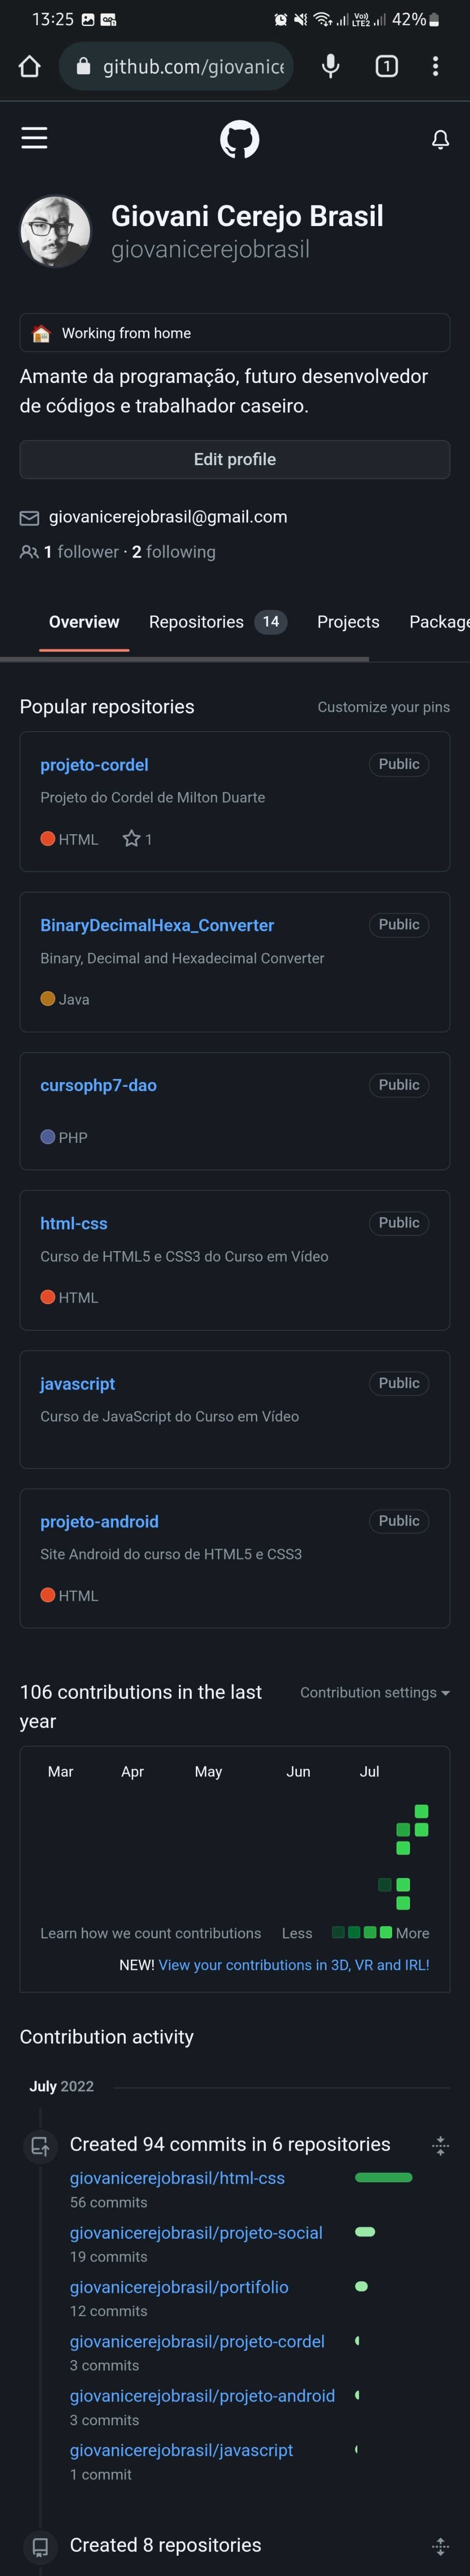 13:25
Vo)
LTE2
42%
github.com/giovanice
1
Giovani Cerejo Brasil
giovanicerejobrasil
Working from home
Amante da programação, futuro desenvolvedor
de códigos e trabalhador caseiro.
Edit profile
giovanicerejobrasil@gmail.com
1 follower · 2 following
Overview Repositories 14 Projects Package
Popular repositories Customize your pins
projeto-cordel Public
Projeto do Cordel de Milton Duarte
HTML 1
BinaryDecimalHexa_Converter Public
Binary, Decimal and Hexadecimal Converter
Java
cursophp7-dao Public
PHP
html-css Public
Curso de HTML5 e CSS3 do Curso em Vídeo
HTML
javascript Public
Curso de JavaScript do Curso em Vídeo
projeto-android Public
Site Android do curso de HTML5 e CSS3
HTML
106 contributions in the last Contribution settings
year
Mar Apr May Jun Jul
Learn how we count contributions Less More
NEW! View your contributions in 3D, VR and IRL!
Contribution activity
July 2022
Created 94 commits in 6 repositories
giovanicerejobrasil/html-css
56 commits
giovanicerejobrasil/projeto-social
19 commits
giovanicerejobrasil/portifolio
12 commits
giovanicerejobrasil/projeto-cordel
3 commits
giovanicerejobrasil/projeto-android
3 commits
giovanicerejobrasil/javascript
1 commit
Created 8 repositories